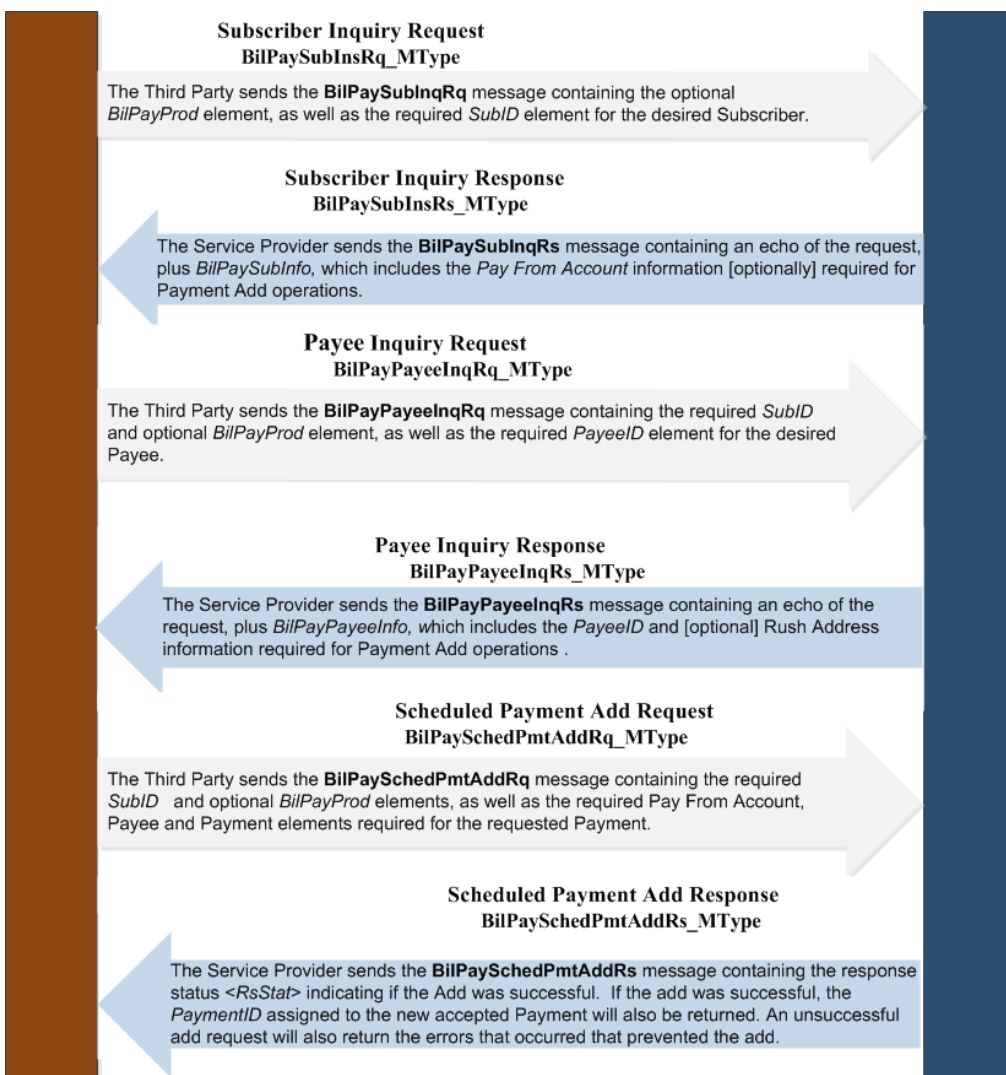 Subscriber Inquiry Request
BilPaySubInsRq_MType
The Third Party sends the BilPaySubInqRq message containing the optional
BilPayProd element, as well as the required SubID element for the desired Subscriber.
Subscriber Inquiry Response
BilPaySubInsRs_MType
The Service Provider sends the BilPaySubInqRs message containing an echo of the request,
plus BilPaySubInfo, which includes the Pay From Account information [optionally] required for
Payment Add operations.
Payee Inquiry Request
BilPayPayeeInqRq_MType
The Third Party sends the BilPayPayeeInqRq message containing the required SubID
and optional BilPayProd element, as well as the required PayeeID element for the desired
Payee.
Payee Inquiry Response
BilPayPayeeInqRs_MType
The Service Provider sends the BilPayPayeeInqRs message containing an echo of the
request, plus BilPayPayeeInfo, which includes the PayeeID and [optional] Rush Address
information required for Payment Add operations .
Scheduled Payment Add Request
BilPaySchedPmtAddRq_MType
The Third Party sends the BilPaySchedPmtAddRq message containing the required
SubID and optional BilPayProd elements, as well as the required Pay From Account,
Payee and Payment elements required for the requested Payment.
Scheduled Payment Add Response
BilPaySchedPmtAddRs_MType
The Service Provider sends the BilPaySchedPmtAddRs message containing the response
status <RsStat> indicating if the Add was successful. If the add was successful, the
PaymentID assigned to the new accepted Payment will also be returned. An unsuccessful
add request will also return the errors that occurred that prevented the add.